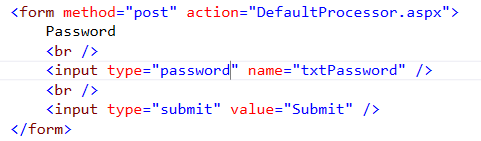 <form method="post" action="DefaultProcessor.aspx">
Password
<br />
<input type="password" name="txtPassword" />
<br />
<input type="submit" value="Submit" />
</form>